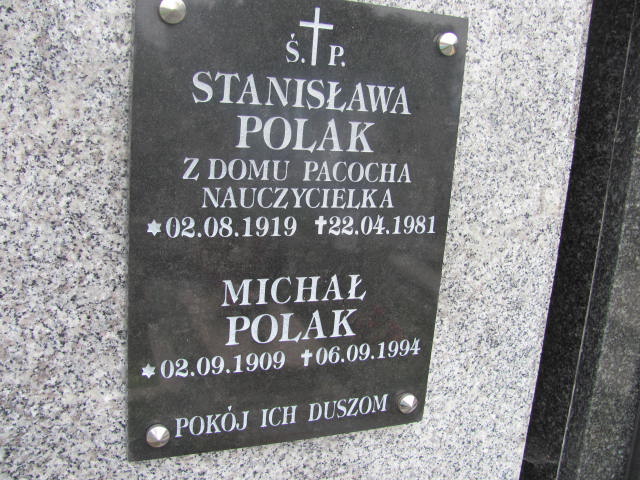 Ś. P.
STANISŁAWA
POLAK
Z DOMU PACOCHA
NAUCZYCIELKA
*02.08.1919 †22.04.1981
MICHAŁ
POLAK
*02.09.1909 †06.09.1994
POKÓJ ICH DUSZOM